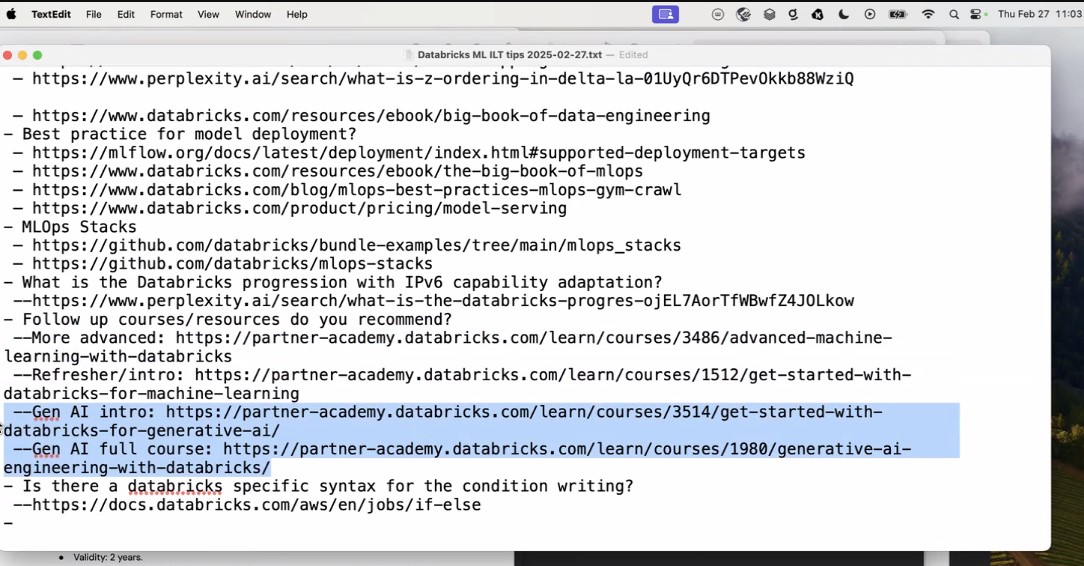 TextEdit File Edit Format View Window Help Thu Feb 27 11:03
Databricks ML ILT tips 2025-02-27.txt — Edited
– https://www.perplexity.ai/search/what-is-z-ordering-in-delta-la-01UyQr6DTPevOkkb88WziQ
– https://www.databricks.com/resources/ebook/big-book-of-data-engineering
– Best practice for model deployment?
– https://mlflow.org/docs/latest/deployment/index.html#supported-deployment-targets
– https://www.databricks.com/resources/ebook/the-big-book-of-mlops
– https://www.databricks.com/blog/mlops-best-practices-mlops-gym-crawl
– https://www.databricks.com/product/pricing/model-serving
– MLOps Stacks
– https://github.com/databricks/bundle-examples/tree/main/mlops_stacks
– https://github.com/databricks/mlops-stacks
– What is the Databricks progression with IPv6 capability adaptation?
––https://www.perplexity.ai/search/what-is-the-databricks-progres-ojEL7AorTfWBwfZ4JOLkow
– Follow up courses/resources do you recommend?
––More advanced: https://partner-academy.databricks.com/learn/courses/3486/advanced-machine-
learning-with-databricks
––Refresher/intro: https://partner-academy.databricks.com/learn/courses/1512/get-started-with-
databricks-for-machine-learning
––Gen AI intro: https://partner-academy.databricks.com/learn/courses/3514/get-started-with-
databricks-for-generative-ai/
––Gen AI full course: https://partner-academy.databricks.com/learn/courses/1980/generative-ai-
engineering-with-databricks/
– Is there a databricks specific syntax for the condition writing?
––https://docs.databricks.com/aws/en/jobs/if-else
–
• Validity: 2 years.